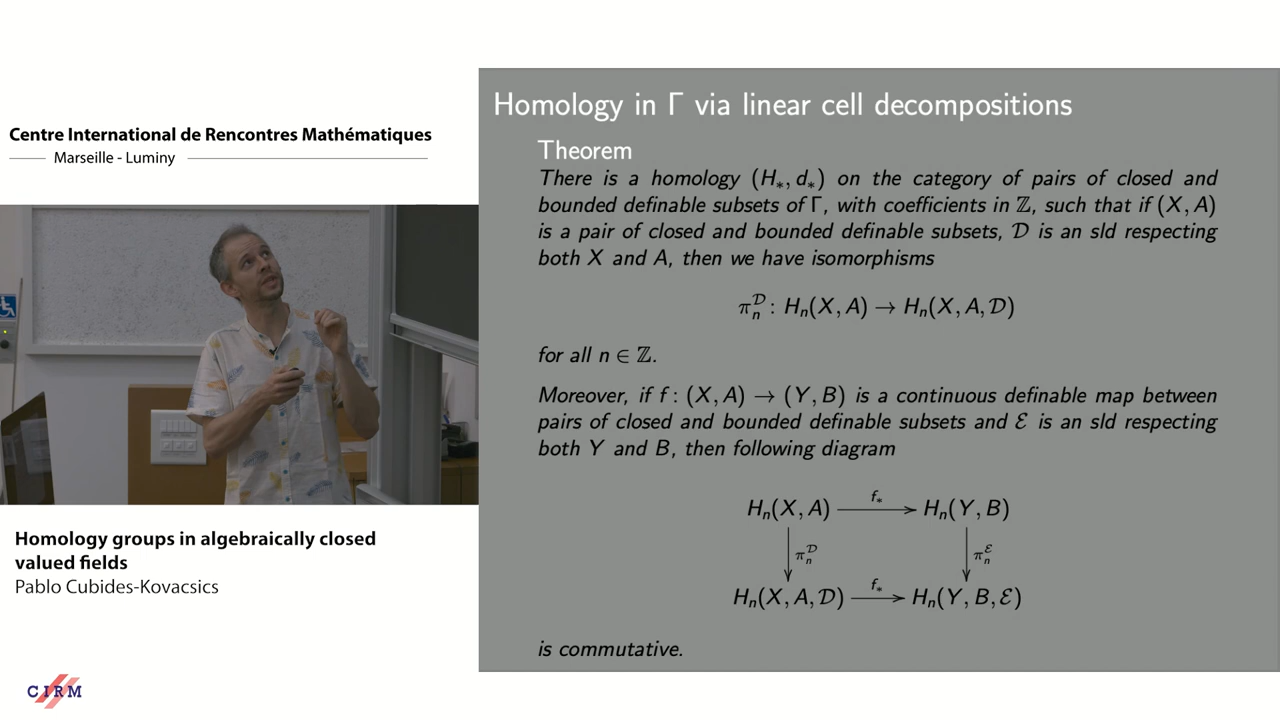 Centre International de Rencontres Mathématiques
Marseille - Luminy
Homology groups in algebraically closed
valued fields
Pablo Cubides-Kovacsics
CIRM
Homology in Γ via linear cell decompositions
Theorem
There is a homology (H∗, d∗) on the category of pairs of closed and
bounded definable subsets of Γ, with coefficients in ℤ, such that if (X, A)
is a pair of closed and bounded definable subsets, 𝒟 is an sld respecting
both X and A, then we have isomorphisms
π_n^𝒟 : H_n(X, A) → H_n(X, A, 𝒟)
for all n ∈ ℤ.
Moreover, if f : (X, A) → (Y, B) is a continuous definable map between
pairs of closed and bounded definable subsets and ℰ is an sld respecting
both Y and B, then following diagram
f∗
H_n(X, A) → H_n(Y, B)
π_n^𝒟 π_n^ℰ
f∗
H_n(X, A, 𝒟) → H_n(Y, B, ℰ)
is commutative.